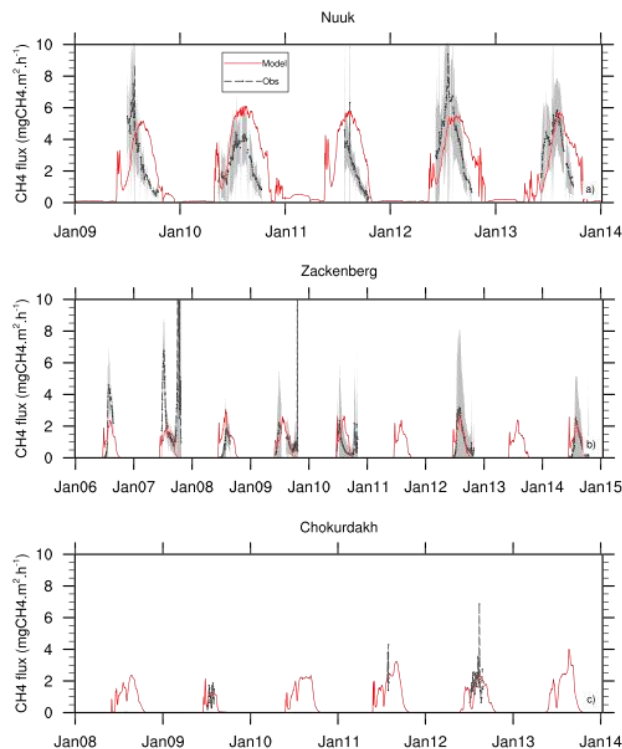 Nuuk
CH4 flux (mgCH4.m².h⁻¹)
10
8
6
4
2
0
Model
Obs
a)
Jan09 Jan10 Jan11 Jan12 Jan13 Jan14
Zackenberg
CH4 flux (mgCH4.m².h⁻¹)
10
8
6
4
2
0
b)
Jan06 Jan07 Jan08 Jan09 Jan10 Jan11 Jan12 Jan13 Jan14 Jan15
Chokurdakh
CH4 flux (mgCH4.m².h⁻¹)
10
8
6
4
2
0
c)
Jan08 Jan09 Jan10 Jan11 Jan12 Jan13 Jan14